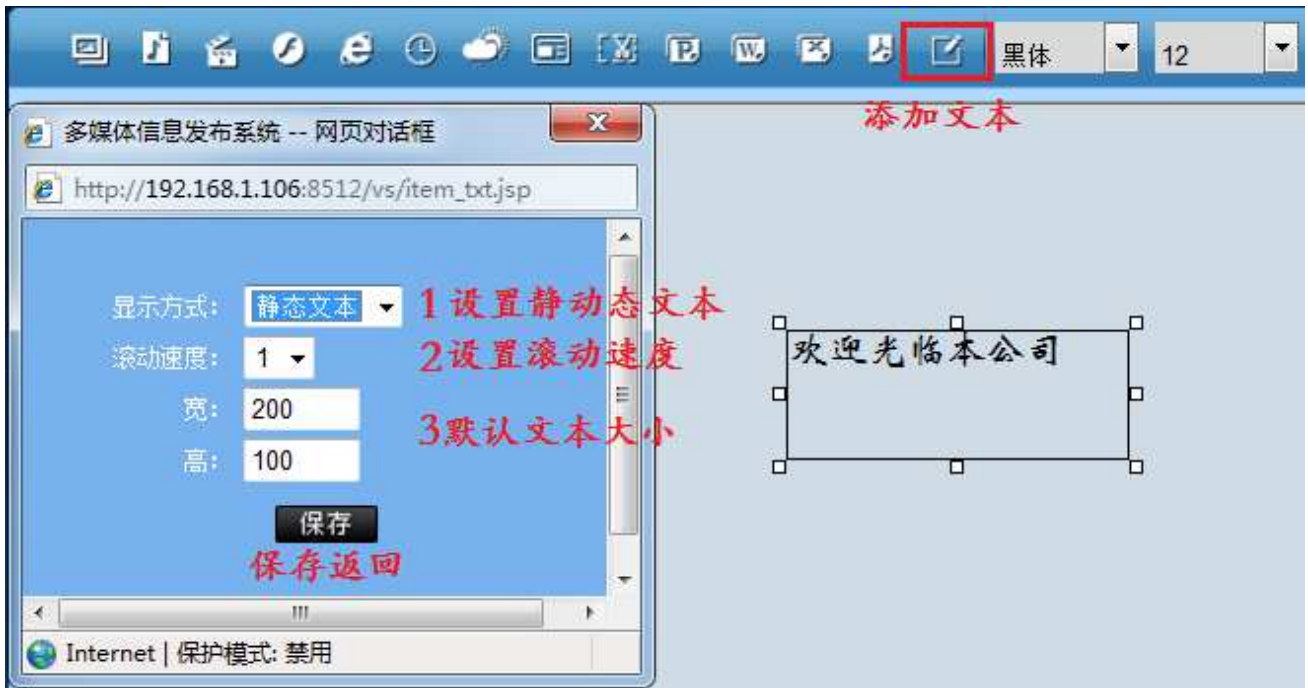 黑体 12
添加文本
多媒体信息发布系统 -- 网页对话框
http://192.168.1.106:8512/vs/item_txt.jsp
显示方式： 静态文本 1设置静动态文本
滚动速度： 1 2设置滚动速度
宽： 200
3默认文本大小
高： 100
保存
保存返回
欢迎光临本公司
Internet | 保护模式: 禁用